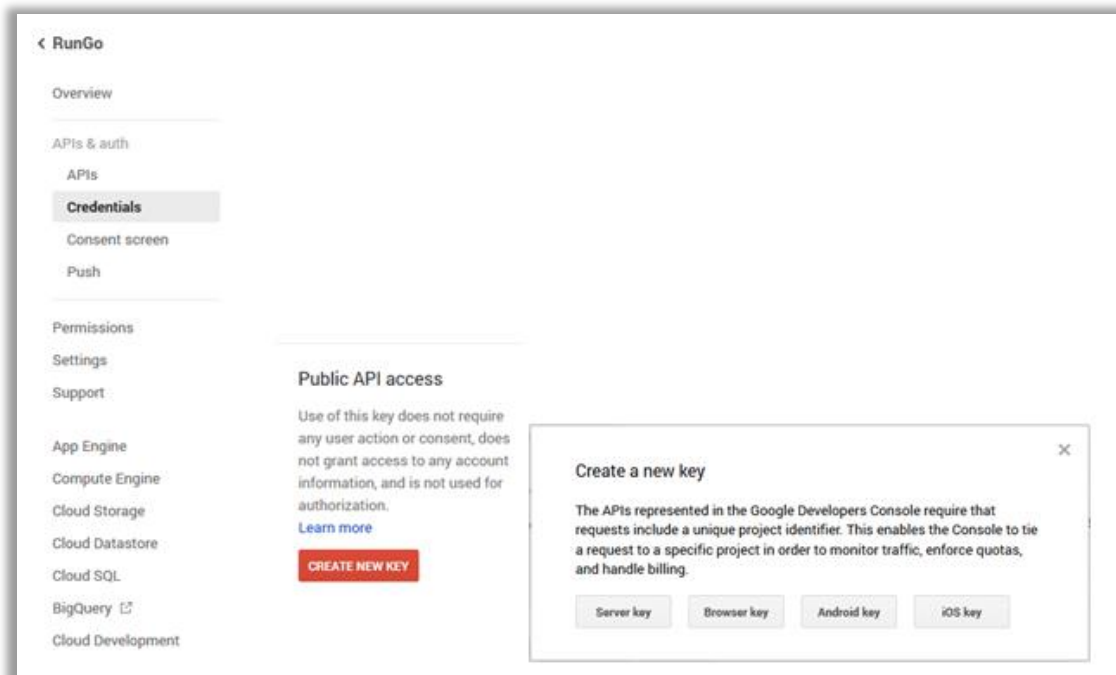 RunGo
Overview
APIs & auth
APIs
Credentials
Consent screen
Push
Permissions
Settings
Support
App Engine
Compute Engine
Cloud Storage
Cloud Datastore
Cloud SQL
BigQuery
Cloud Development
Public API access
Use of this key does not require
any user action or consent, does
not grant access to any account
information, and is not used for
authorization.
Learn more
CREATE NEW KEY
Create a new key
The APIs represented in the Google Developers Console require that
requests include a unique project identifier. This enables the Console to tie
a request to a specific project in order to monitor traffic, enforce quotas,
and handle billing.
Server key Browser key Android key iOS key